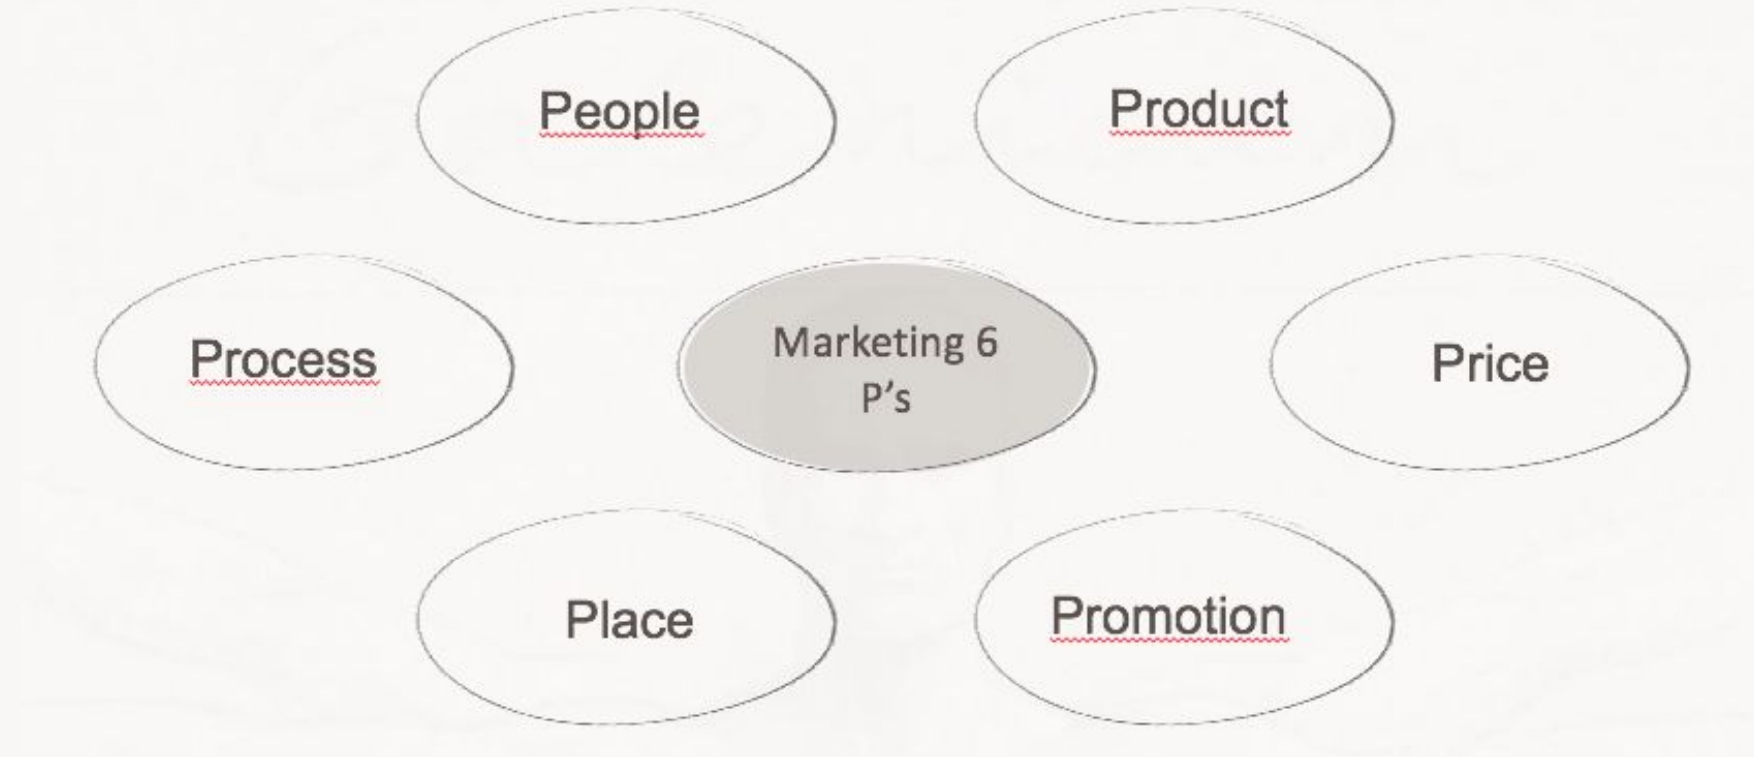 People
Product
Process
Marketing 6
P’s
Price
Place
Promotion